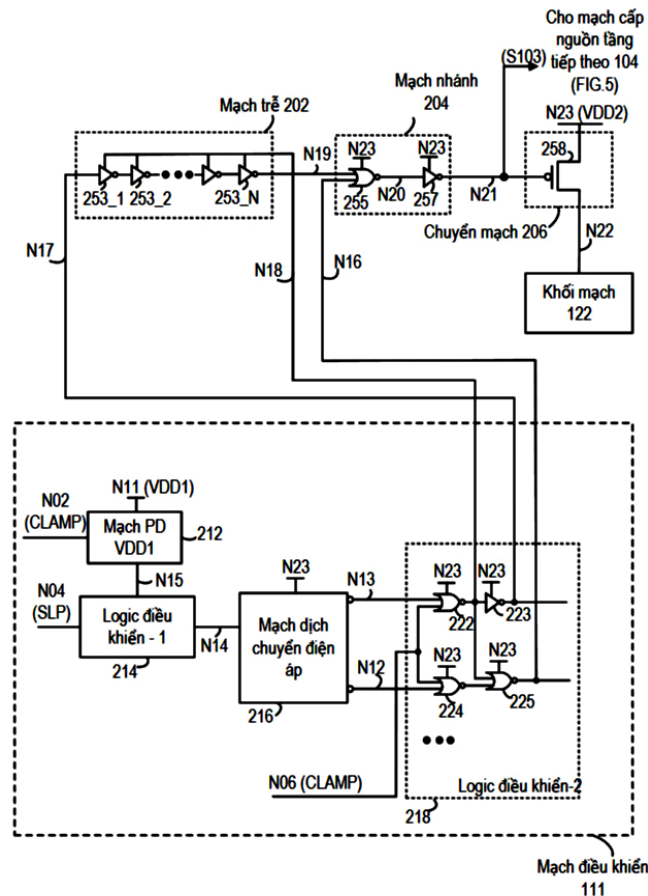 Cho mạch cấp
nguồn tầng
tiếp theo 104
(FIG.5)
(S103)
Mạch nhánh
204
Mạch trễ 202
N23 (VDD2)
N23
N23
258
N19
253_1
253_2
253_N
255
N20
257
N21
Chuyển mạch 206
N22
N17
N18
N16
Khối mạch
122
N11 (VDD1)
N02
(CLAMP)
Mạch PD
VDD1
212
N15
N04
(SLP)
Logic điều
khiển - 1
214
N14
N23
Mạch dịch
chuyển điện
áp
216
N13
N12
N23
N23
222
223
N23
N23
224
225
N06 (CLAMP)
Logic điều khiển-2
218
Mạch điều khiển
111